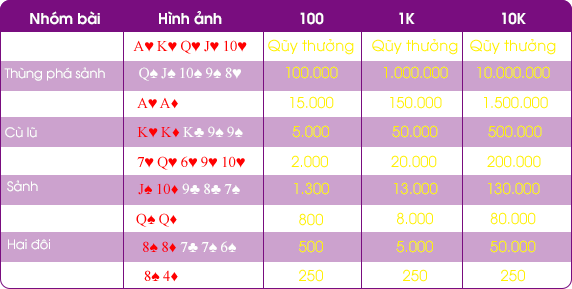 Nhóm bài Hình ảnh 100 1K 10K
A♥ K♥ Q♥ J♥ 10♥ Qũy thưởng Qũy thưởng Qũy thưởng
Thùng phá sảnh Q♠ J♠ 10♠ 9♠ 8♥ 100.000 1.000.000 10.000.000
A♥ A♦ 15.000 150.000 1.500.000
Cù lũ K♥ K♦ K♣ 9♠ 9♠ 5.000 50.000 500.000
7♥ Q♥ 6♥ 9♥ 10♥ 2.000 20.000 200.000
Sảnh J♠ 10♦ 9♣ 8♣ 7♠ 1.300 13.000 130.000
Q♠ Q♦ 800 8.000 80.000
Hai đôi 8♠ 8♦ 7♣ 7♠ 6♠ 500 5.000 50.000
8♠ 4♦ 250 250 250